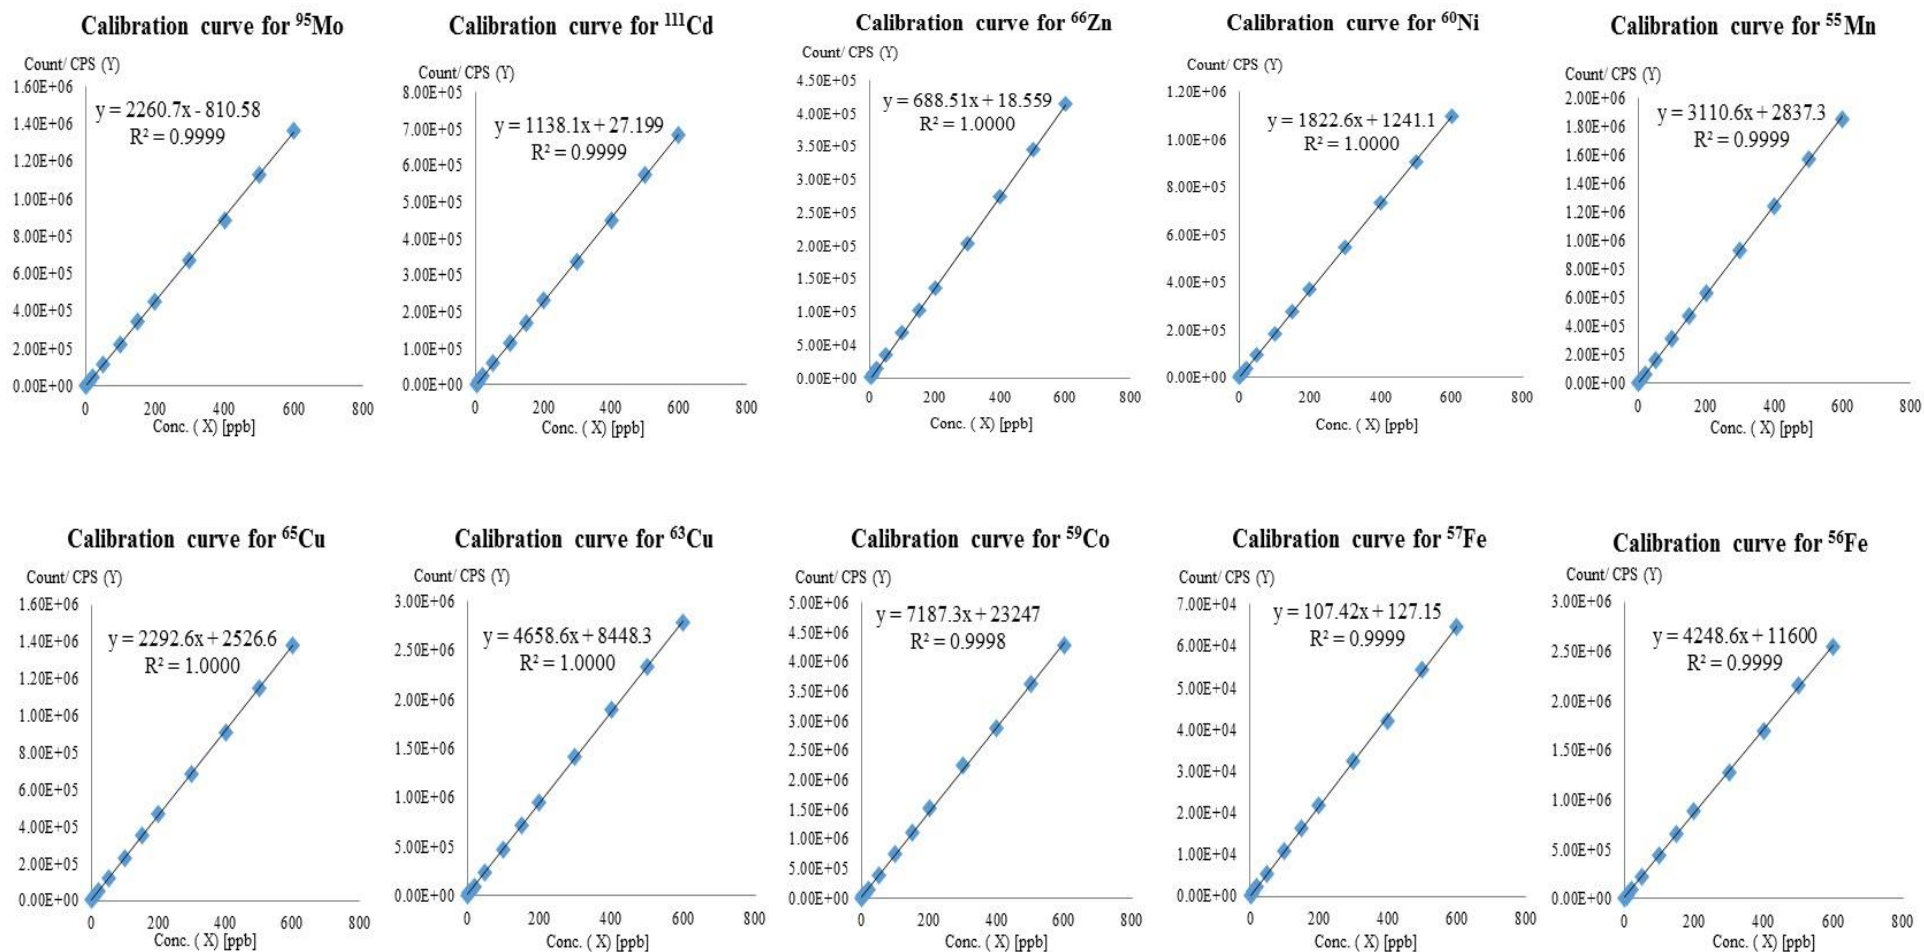 Calibration curve for ⁹⁵Mo
Count/ CPS (Y)
1.60E+06
1.40E+06
1.20E+06
1.00E+06
8.00E+05
6.00E+05
4.00E+05
2.00E+05
0.00E+00
y = 2260.7x - 810.58
R² = 0.9999
0 200 400 600 800
Conc. ( X) [ppb]
Calibration curve for ¹¹¹Cd
Count/ CPS (Y)
8.00E+05
7.00E+05
6.00E+05
5.00E+05
4.00E+05
3.00E+05
2.00E+05
1.00E+05
0.00E+00
y = 1138.1x + 27.199
R² = 0.9999
0 200 400 600 800
Conc. ( X) [ppb]
Calibration curve for ⁶⁶Zn
Count/ CPS (Y)
4.50E+05
4.00E+05
3.50E+05
3.00E+05
2.50E+05
2.00E+05
1.50E+05
1.00E+05
5.00E+04
0.00E+00
y = 688.51x + 18.559
R² = 1.0000
0 200 400 600 800
Conc. ( X) [ppb]
Calibration curve for ⁶⁰Ni
Count/ CPS (Y)
1.20E+06
1.00E+06
8.00E+05
6.00E+05
4.00E+05
2.00E+05
0.00E+00
y = 1822.6x + 1241.1
R² = 1.0000
0 200 400 600 800
Conc. ( X) [ppb]
Calibration curve for ⁵⁵Mn
Count/ CPS (Y)
2.00E+06
1.80E+06
1.60E+06
1.40E+06
1.20E+06
1.00E+06
8.00E+05
6.00E+05
4.00E+05
2.00E+05
0.00E+00
y = 3110.6x + 2837.3
R² = 0.9999
0 200 400 600 800
Conc. ( X) [ppb]
Calibration curve for ⁶⁵Cu
Count/ CPS (Y)
1.60E+06
1.40E+06
1.20E+06
1.00E+06
8.00E+05
6.00E+05
4.00E+05
2.00E+05
0.00E+00
y = 2292.6x + 2526.6
R² = 1.0000
0 200 400 600 800
Conc. ( X) [ppb]
Calibration curve for ⁶³Cu
Count/ CPS (Y)
3.00E+06
2.50E+06
2.00E+06
1.50E+06
1.00E+06
5.00E+05
0.00E+00
y = 4658.6x + 8448.3
R² = 1.0000
0 200 400 600 800
Conc. ( X) [ppb]
Calibration curve for ⁵⁹Co
Count/ CPS (Y)
5.00E+06
4.50E+06
4.00E+06
3.50E+06
3.00E+06
2.50E+06
2.00E+06
1.50E+06
1.00E+06
5.00E+05
0.00E+00
y = 7187.3x + 23247
R² = 0.9998
0 200 400 600 800
Conc. ( X) [ppb]
Calibration curve for ⁵⁷Fe
Count/ CPS (Y)
7.00E+04
6.00E+04
5.00E+04
4.00E+04
3.00E+04
2.00E+04
1.00E+04
0.00E+00
y = 107.42x + 127.15
R² = 0.9999
0 200 400 600 800
Conc. ( X) [ppb]
Calibration curve for ⁵⁶Fe
Count/ CPS (Y)
3.00E+06
2.50E+06
2.00E+06
1.50E+06
1.00E+06
5.00E+05
0.00E+00
y = 4248.6x + 11600
R² = 0.9999
0 200 400 600 800
Conc. ( X) [ppb]